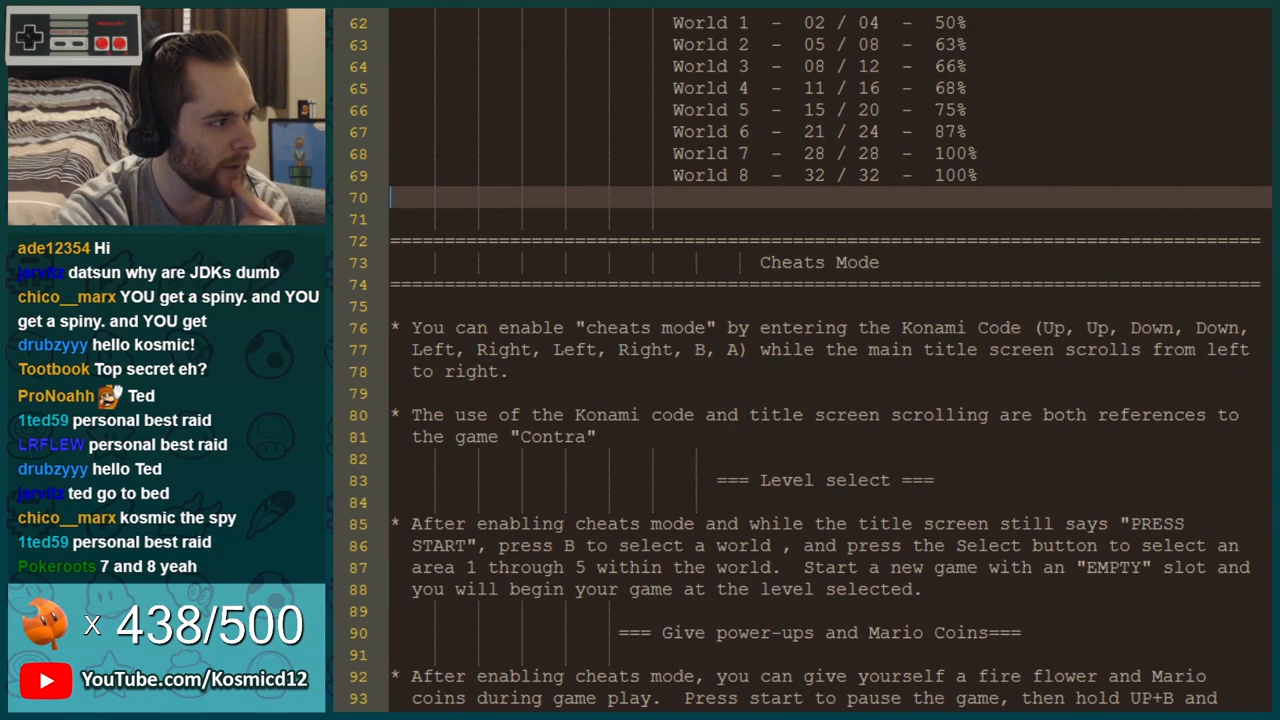 Nintendo
ade12354 Hi
jarvitz datsun why are JDKs dumb
chico__marx YOU get a spiny. and YOU
get a spiny. and YOU get
drubzyyy hello kosmic!
Tootbook Top secret eh?
ProNoahh Ted
1ted59 personal best raid
LRFLEW personal best raid
drubzyyy hello Ted
jarvitz ted go to bed
chico__marx kosmic the spy
1ted59 personal best raid
Pokeroots 7 and 8 yeah
x 438/500
YouTube.com/Kosmicd12
62 World 1 - 02 / 04 - 50%
63 World 2 - 05 / 08 - 63%
64 World 3 - 08 / 12 - 66%
65 World 4 - 11 / 16 - 68%
66 World 5 - 15 / 20 - 75%
67 World 6 - 21 / 24 - 87%
68 World 7 - 28 / 28 - 100%
69 World 8 - 32 / 32 - 100%
70
71
72 ================================================================================
73 Cheats Mode
74 ================================================================================
75
76 * You can enable "cheats mode" by entering the Konami Code (Up, Up, Down, Down,
77 Left, Right, Left, Right, B, A) while the main title screen scrolls from left
78 to right.
79
80 * The use of the Konami code and title screen scrolling are both references to
81 the game "Contra"
82
83 === Level select ===
84
85 * After enabling cheats mode and while the title screen still says "PRESS
86 START", press B to select a world , and press the Select button to select an
87 area 1 through 5 within the world. Start a new game with an "EMPTY" slot and
88 you will begin your game at the level selected.
89
90 === Give power-ups and Mario Coins===
91
92 * After enabling cheats mode, you can give yourself a fire flower and Mario
93 coins during game play. Press start to pause the game, then hold UP+B and